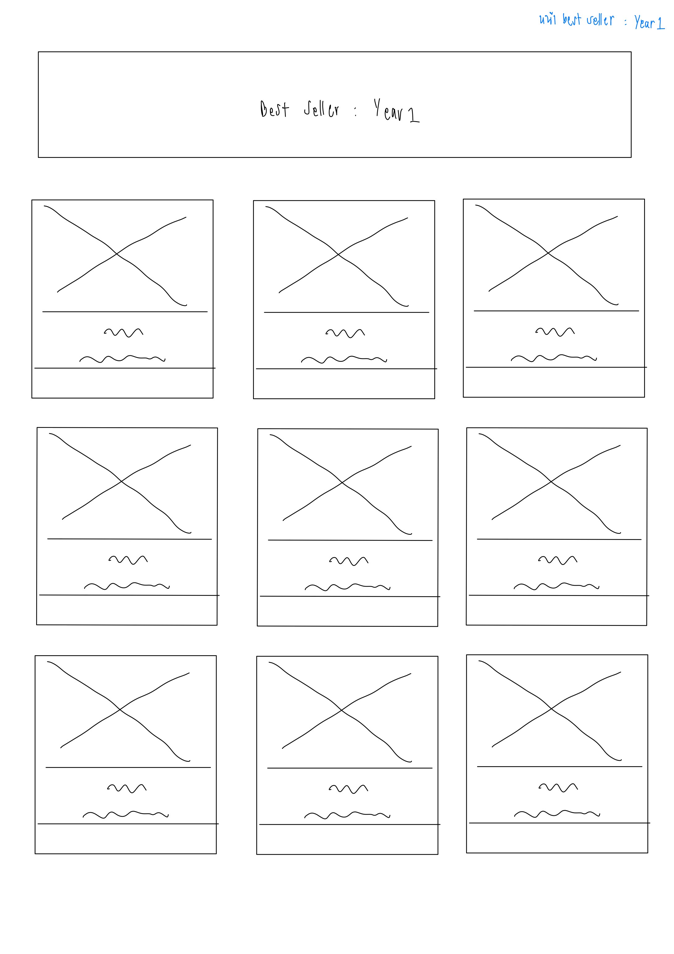 หน้า best seller : Year 1
Best seller : Year 1